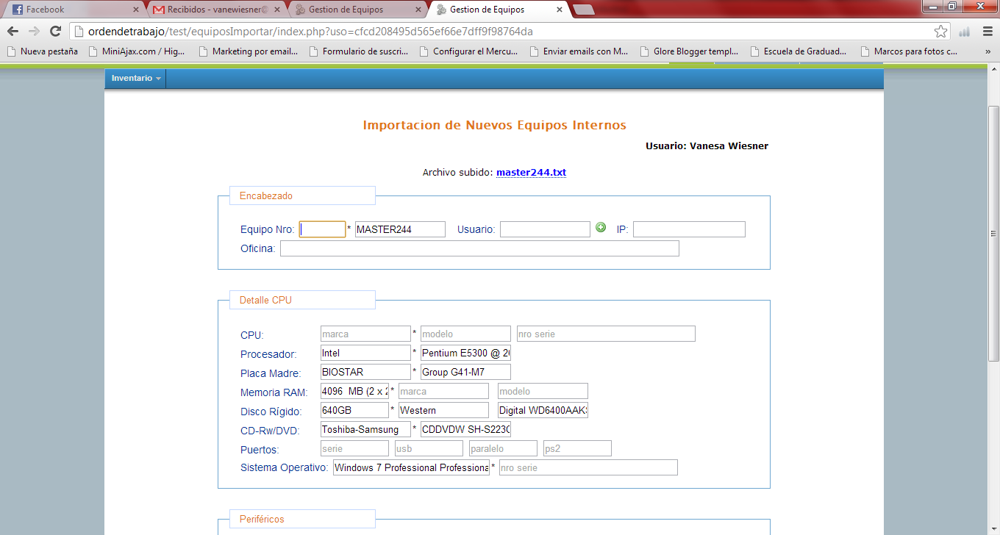 Facebook
Recibidos - vanewiesner@
Gestion de Equipos
Gestion de Equipos
ordendetrabajo/test/equiposImportar/index.php?uso=cfcd208495d565ef66e7dff9f98764da
Nueva pestaña
MiniAjax.com / Hig...
Marketing por email...
Formulario de suscri...
Configurar el Mercu...
Enviar emails con M...
Glore Blogger templ...
Escuela de Graduad...
Marcos para fotos c...
»
Inventario
Importacion de Nuevos Equipos Internos
Usuario: Vanesa Wiesner
Archivo subido: master244.txt
Encabezado
Equipo Nro: * MASTER244 Usuario: IP:
Oficina:
Detalle CPU
CPU: marca * modelo nro serie
Procesador: Intel * Pentium E5300 @ 2
Placa Madre: BIOSTAR * Group G41-M7
Memoria RAM: 4096 MB (2 x 2 * marca modelo
Disco Rígido: 640GB * Western Digital WD6400AAK
CD-Rw/DVD: Toshiba-Samsung * CDDVDW SH-S223
Puertos: serie usb paralelo ps2
Sistema Operativo: Windows 7 Professional Professiona * nro serie
Periféricos